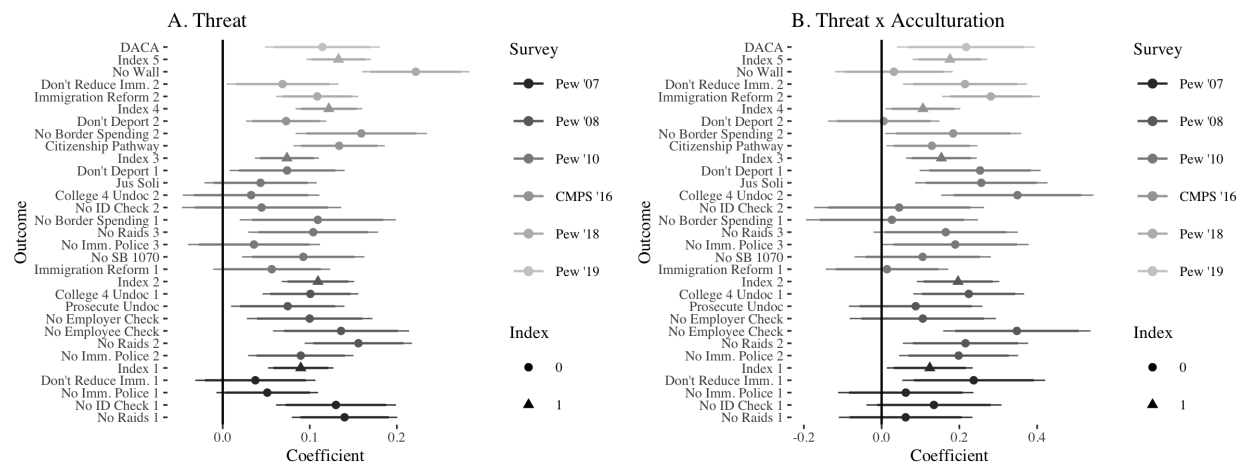 A. Threat
Outcome
DACA
Index 5
No Wall
Don't Reduce Imm. 2
Immigration Reform 2
Index 4
Don't Deport 2
No Border Spending 2
Citizenship Pathway
Index 3
Don't Deport 1
Jus Soli
College 4 Undoc 2
No ID Check 2
No Border Spending 1
No Raids 3
No Imm. Police 3
No SB 1070
Immigration Reform 1
Index 2
College 4 Undoc 1
Prosecute Undoc
No Employer Check
No Employee Check
No Raids 2
No Imm. Police 2
Index 1
Don't Reduce Imm. 1
No Imm. Police 1
No ID Check 1
No Raids 1
0.0 0.1 0.2
Coefficient
Survey
Pew '07
Pew '08
Pew '10
CMPS '16
Pew '18
Pew '19
Index
0
1
B. Threat x Acculturation
Outcome
DACA
Index 5
No Wall
Don't Reduce Imm. 2
Immigration Reform 2
Index 4
Don't Deport 2
No Border Spending 2
Citizenship Pathway
Index 3
Don't Deport 1
Jus Soli
College 4 Undoc 2
No ID Check 2
No Border Spending 1
No Raids 3
No Imm. Police 3
No SB 1070
Immigration Reform 1
Index 2
College 4 Undoc 1
Prosecute Undoc
No Employer Check
No Employee Check
No Raids 2
No Imm. Police 2
Index 1
Don't Reduce Imm. 1
No Imm. Police 1
No ID Check 1
No Raids 1
-0.2 0.0 0.2 0.4
Coefficient
Survey
Pew '07
Pew '08
Pew '10
CMPS '16
Pew '18
Pew '19
Index
0
1